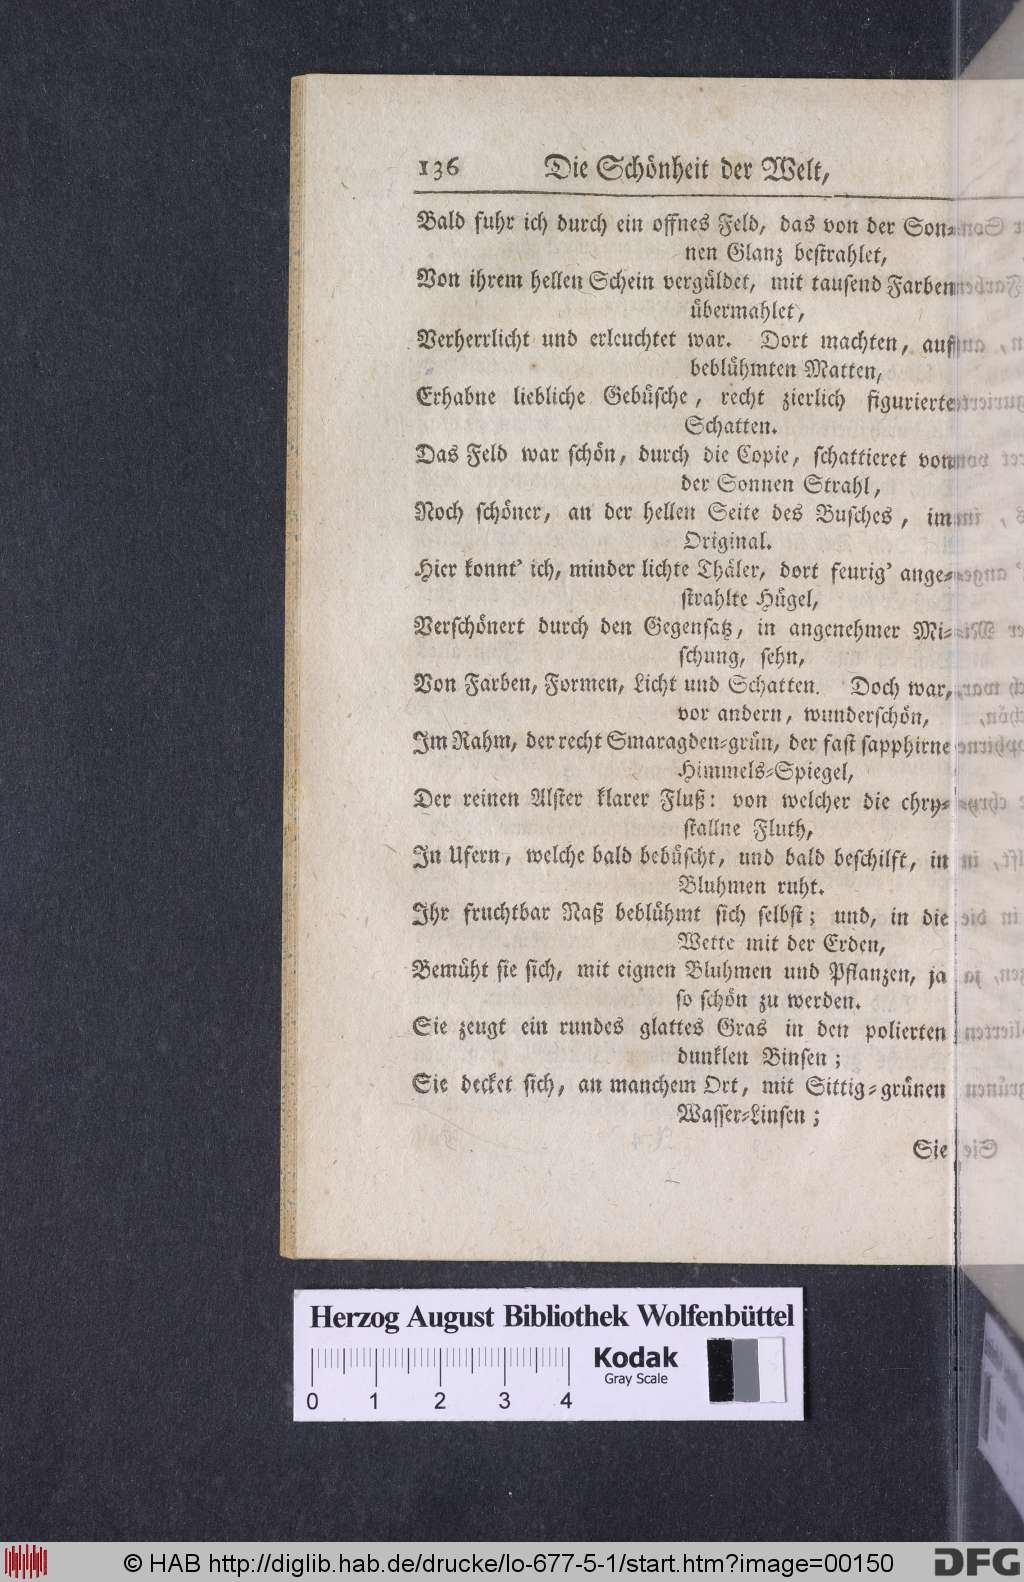 136 Die Schönheit der Welt,
Bald fuhr ich durch ein offnes Feld, das von der Son-
nen Glanz bestrahlet,
Von ihrem hellen Schein vergüldet, mit tausend Farben
übermahlet,
Verherrlicht und erleuchtet war. Dort machten, auf
beblühmten Matten,
Erhabne liebliche Gebüsche, recht zierlich figurierte
Schatten.
Das Feld war schön, durch die Copie, schattieret von
der Sonnen Strahl,
Noch schöner, an der hellen Seite des Busches, im
Original.
Hier konnt' ich, minder lichte Thäler, dort feurig' ange-
strahlte Hügel,
Verschönert durch den Gegensatz, in angenehmer Mi-
schung, sehn,
Von Farben, Formen, Licht und Schatten. Doch war,
vor andern, wunderschön,
Im Rahm, der recht Smaragden-grün, der fast sapphirne
Himmels-Spiegel,
Der reinen Alster klarer Fluß: von welcher die chry-
stallne Fluth,
In Ufern, welche bald bebüscht, und bald beschilft, in
Bluhmen ruht.
Ihr fruchtbar Naß beblühmt sich selbst; und, in die
Wette mit der Erden,
Bemüht sie sich, mit eignen Bluhmen und Pflanzen, ja
so schön zu werden.
Sie zeugt ein rundes glattes Gras in den polierten
dunklen Binsen;
Sie decket sich, an manchem Ort, mit Sittig-grünen
Wasser-Linsen;
Sie
Herzog August Bibliothek Wolfenbüttel
Kodak
Gray Scale
0 1 2 3 4
© HAB http://diglib.hab.de/drucke/lo-677-5-1/start.htm?image=00150
DFG